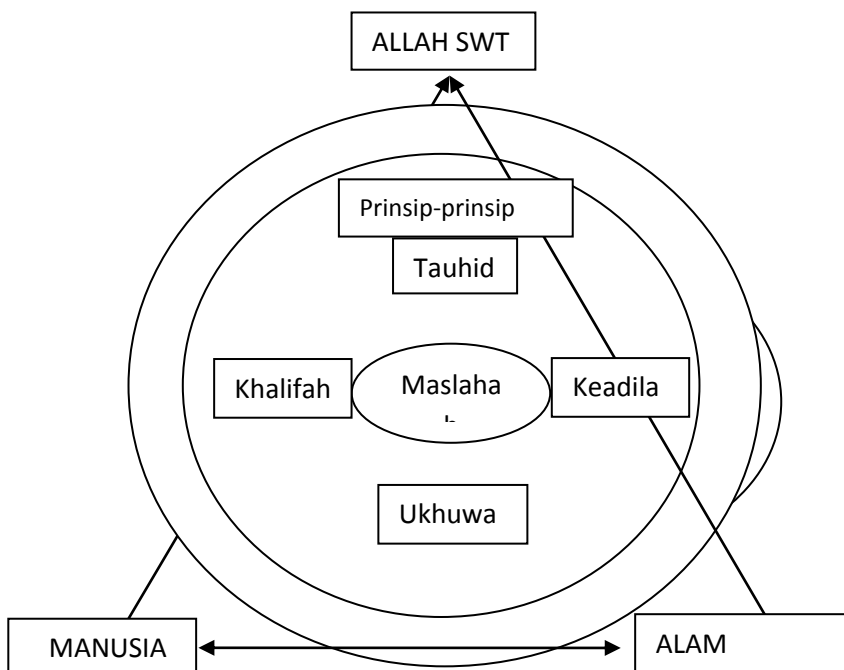 ALLAH SWT
Prinsip-prinsip
Tauhid
Khalifah
Maslaha
Keadila
Ukhuwa
MANUSIA
ALAM